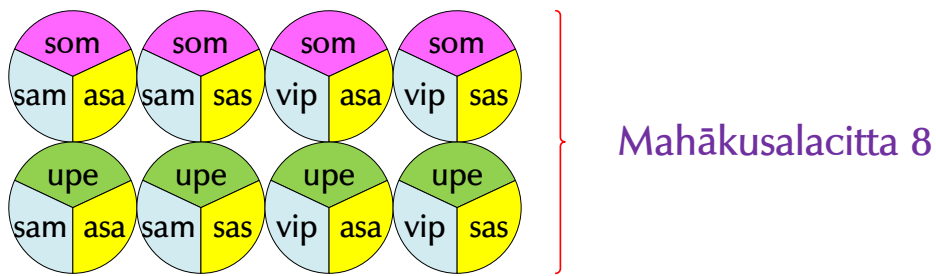 som som som som
sam asa sam sas vip asa vip sas
upe upe upe upe
sam asa sam sas vip asa vip sas
Mahākusalacitta 8